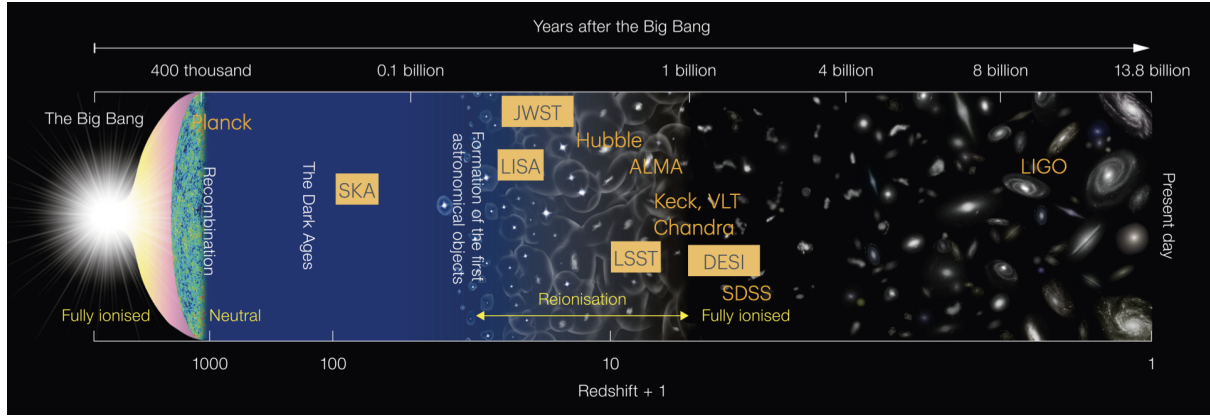 Years after the Big Bang
400 thousand
0.1 billion
1 billion
4 billion
8 billion
13.8 billion
The Big Bang
Planck
Recombination
The Dark Ages
SKA
Formation of the first
astronomical objects
JWST
LISA
Hubble
ALMA
Keck, VLT
Chandra
LSST
DESI
SDSS
LIGO
Present day
Fully ionised
Neutral
Reionisation
Fully ionised
1000
100
10
1
Redshift + 1